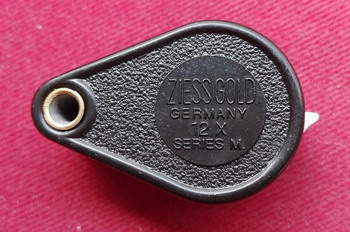 ZIESS GOLD
GERMANY
12 X
SERIES M.